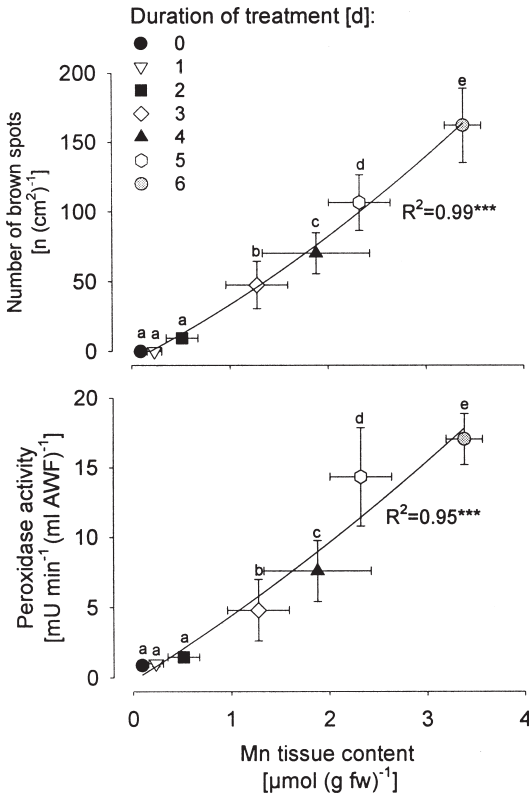 Duration of treatment [d]:
0
1
2
3
4
5
6
Number of brown spots
[n (cm²)⁻¹]
200
150
100
50
0
a a a b c d e
R²=0.99***
Peroxidase activity
[mU min⁻¹ (ml AWF)⁻¹]
20
15
10
5
0
a a a b c d e
R²=0.95***
0 1 2 3 4
Mn tissue content
[µmol (g fw)⁻¹]